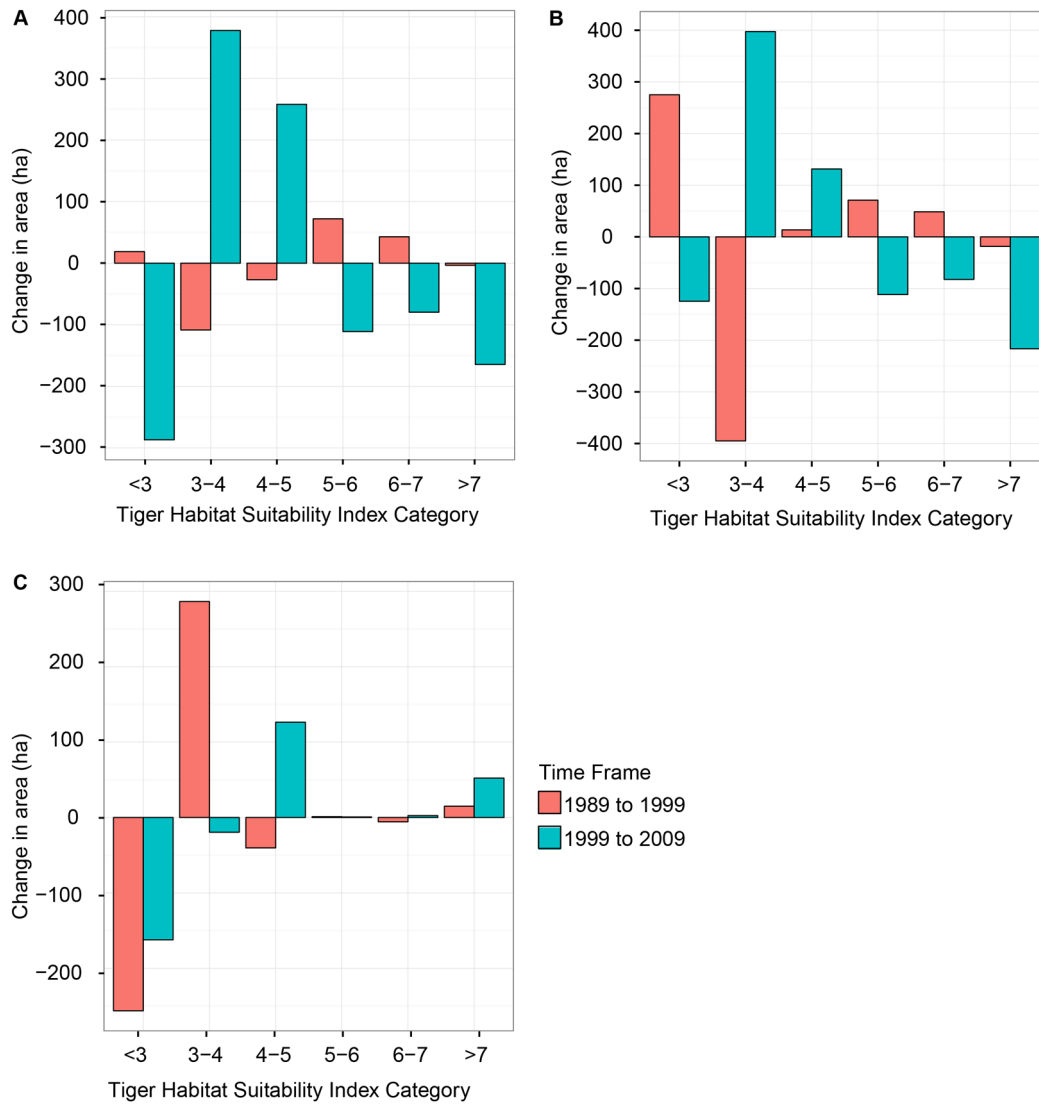 A
400
300
200
100
0
−100
−200
−300
Change in area (ha)
<3 3−4 4−5 5−6 6−7 >7
Tiger Habitat Suitability Index Category
B
400
300
200
100
0
−100
−200
−300
−400
Change in area (ha)
<3 3−4 4−5 5−6 6−7 >7
Tiger Habitat Suitability Index Category
C
300
200
100
0
−100
−200
Change in area (ha)
<3 3−4 4−5 5−6 6−7 >7
Tiger Habitat Suitability Index Category
Time Frame
1989 to 1999
1999 to 2009